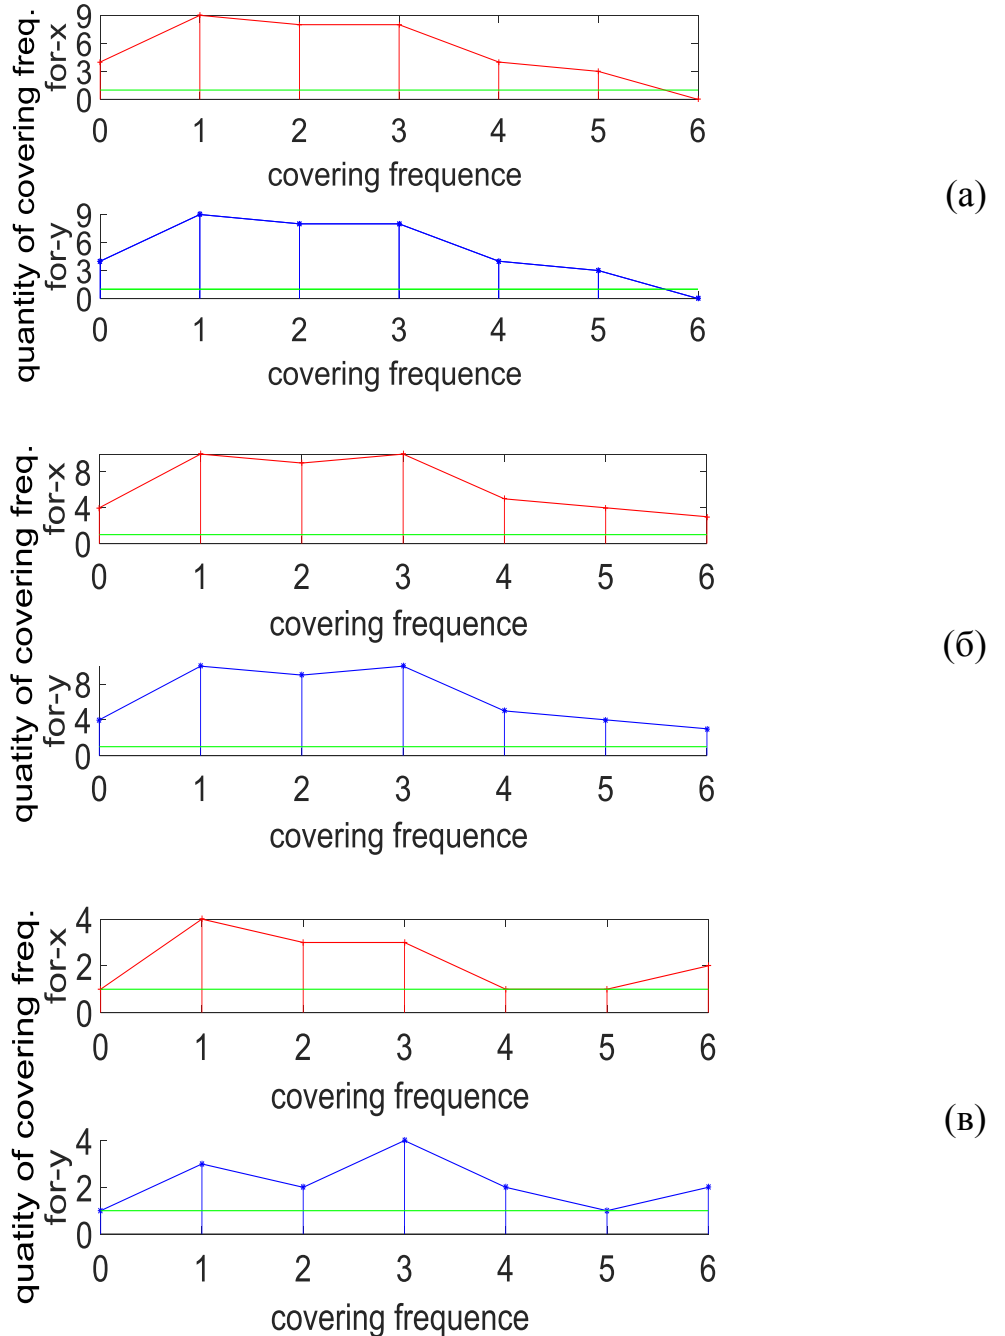 quantity of covering freq.
for-x
9
6
3
0
0 1 2 3 4 5 6
covering frequence
for-y
9
6
3
0
0 1 2 3 4 5 6
covering frequence
(а)
quatity of covering freq.
for-x
8
4
0
0 1 2 3 4 5 6
covering frequence
for-y
8
4
0
0 1 2 3 4 5 6
covering frequence
(б)
quatity of covering freq.
for-x
4
2
0
0 1 2 3 4 5 6
covering frequence
for-y
4
2
0
0 1 2 3 4 5 6
covering frequence
(в)